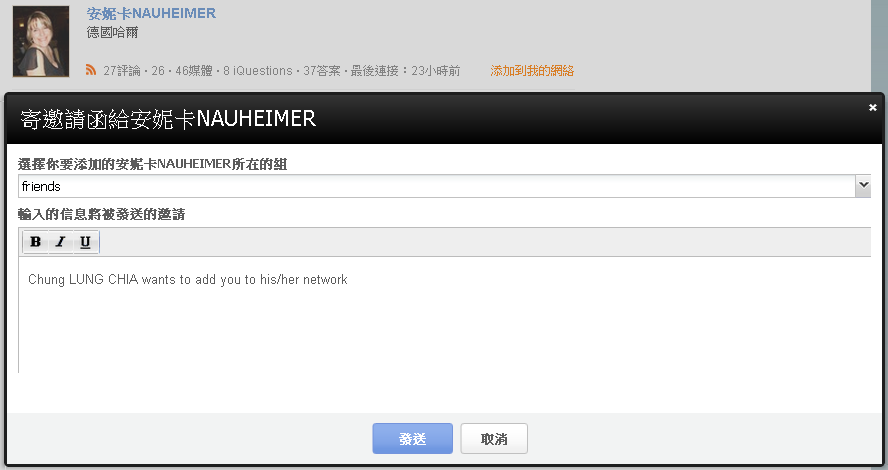 安妮卡NAUHEIMER
德國哈爾
27評論 · 26 · 46媒體 · 8 iQuestions · 37答案 · 最後連接：23小時前 添加到我的網絡
寄邀請函給安妮卡NAUHEIMER
選擇你要添加的安妮卡NAUHEIMER所在的組
friends
輸入的信息將被發送的邀請
B I U
Chung LUNG CHIA wants to add you to his/her network
發送 取消